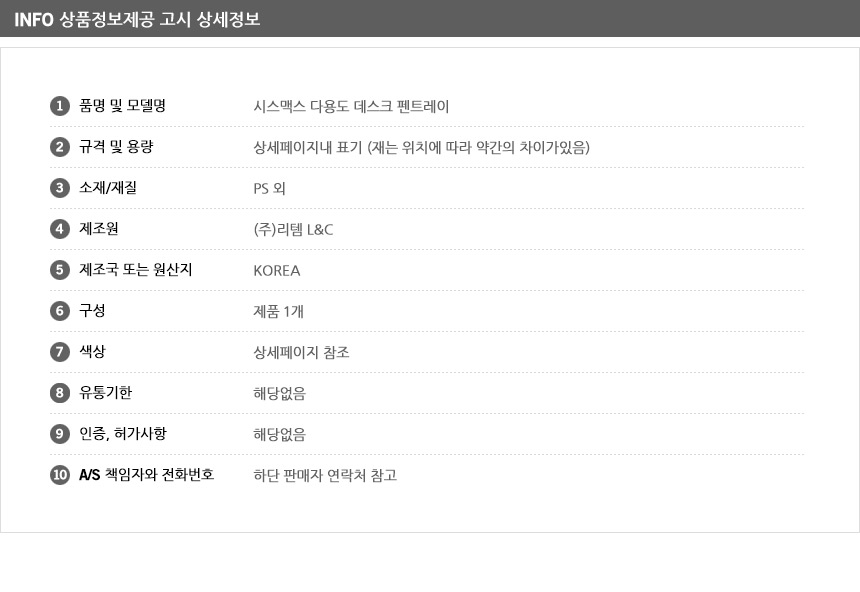 INFO 상품정보제공 고시 상세정보
1 품명 및 모델명 시스맥스 다용도 데스크 펜트레이
2 규격 및 용량 상세페이지내 표기 (재는 위치에 따라 약간의 차이가있음)
3 소재/재질 PS 외
4 제조원 (주)리템 L&C
5 제조국 또는 원산지 KOREA
6 구성 제품 1개
7 색상 상세페이지 참조
8 유통기한 해당없음
9 인증, 허가사항 해당없음
10 A/S 책임자와 전화번호 하단 판매자 연락처 참고